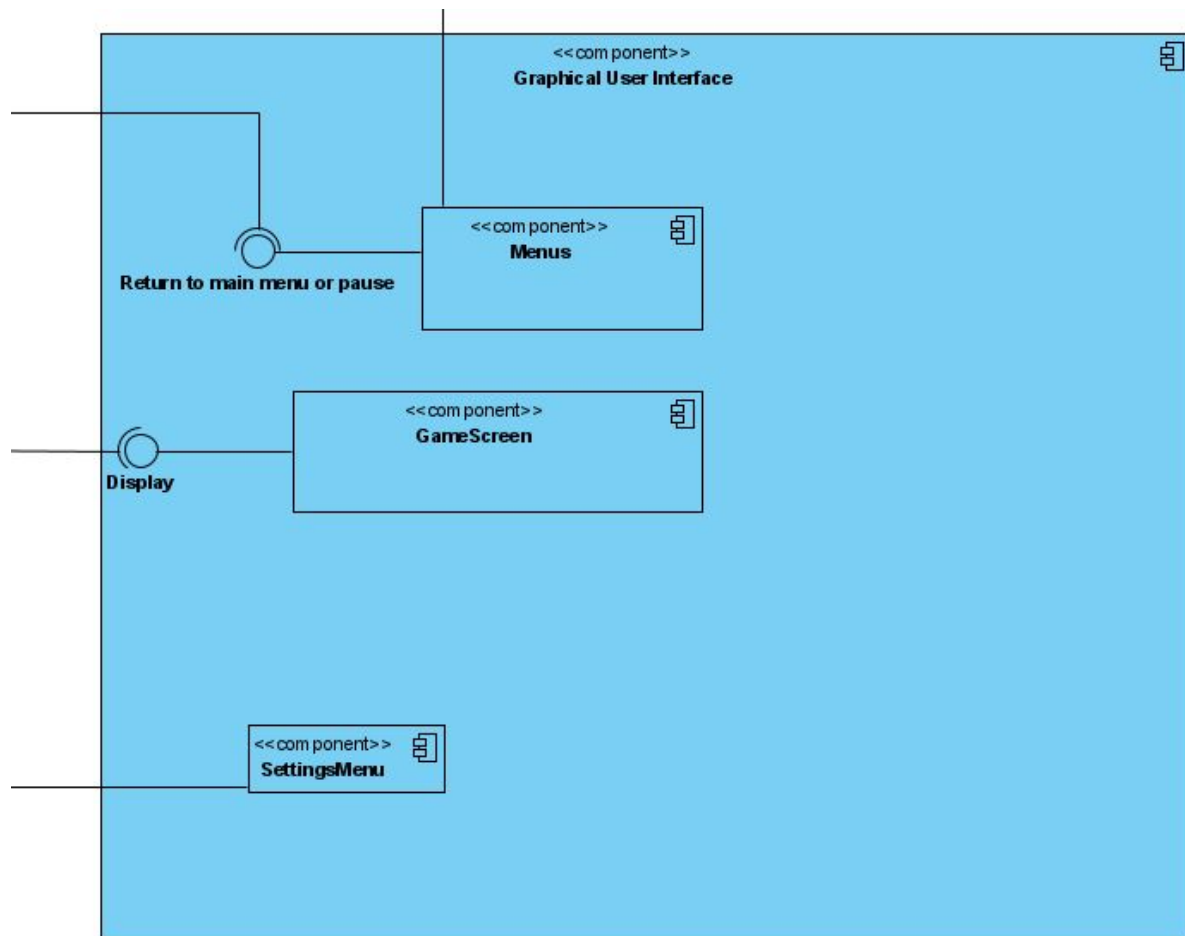 <<component>>
Graphical User Interface
<<component>>
Menus
Return to main menu or pause
<<component>>
GameScreen
Display
<<component>>
SettingsMenu